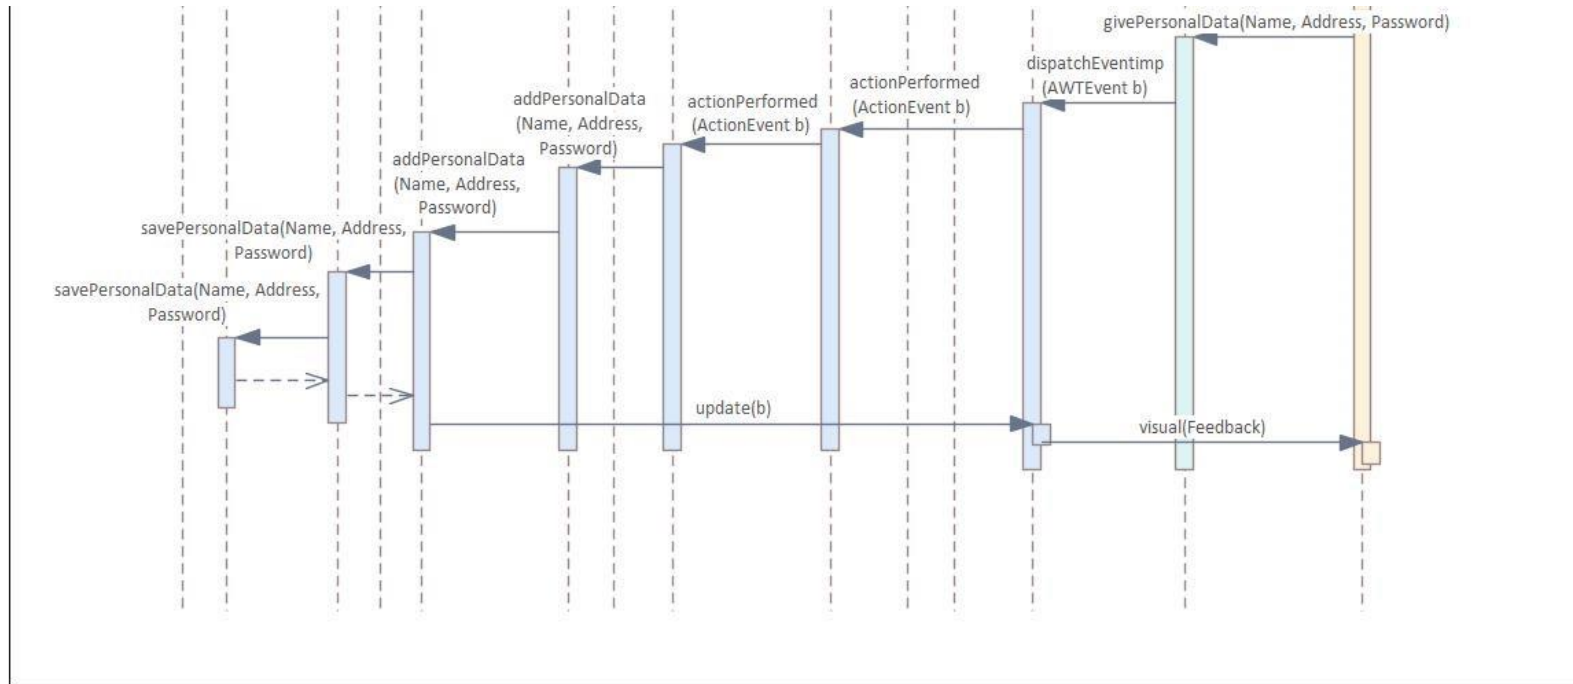 givePersonalData(Name, Address, Password)
dispatchEventimp
(AWTEvent b)
actionPerformed
(ActionEvent b)
actionPerformed
(ActionEvent b)
addPersonalData
(Name, Address,
Password)
addPersonalData
(Name, Address,
Password)
savePersonalData(Name, Address,
Password)
savePersonalData(Name, Address,
Password)
update(b)
visual(Feedback)